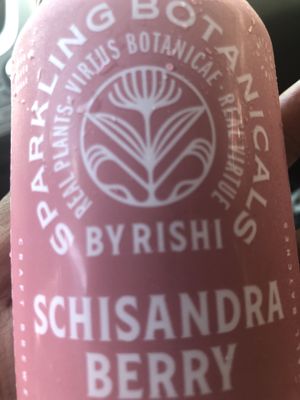 SPARKLING BOTANICALS
REAL PLANTS · VIRTUS BOTANICAE · REAL VIRTUE
BY RISHI
SCHISANDRA
BERRY